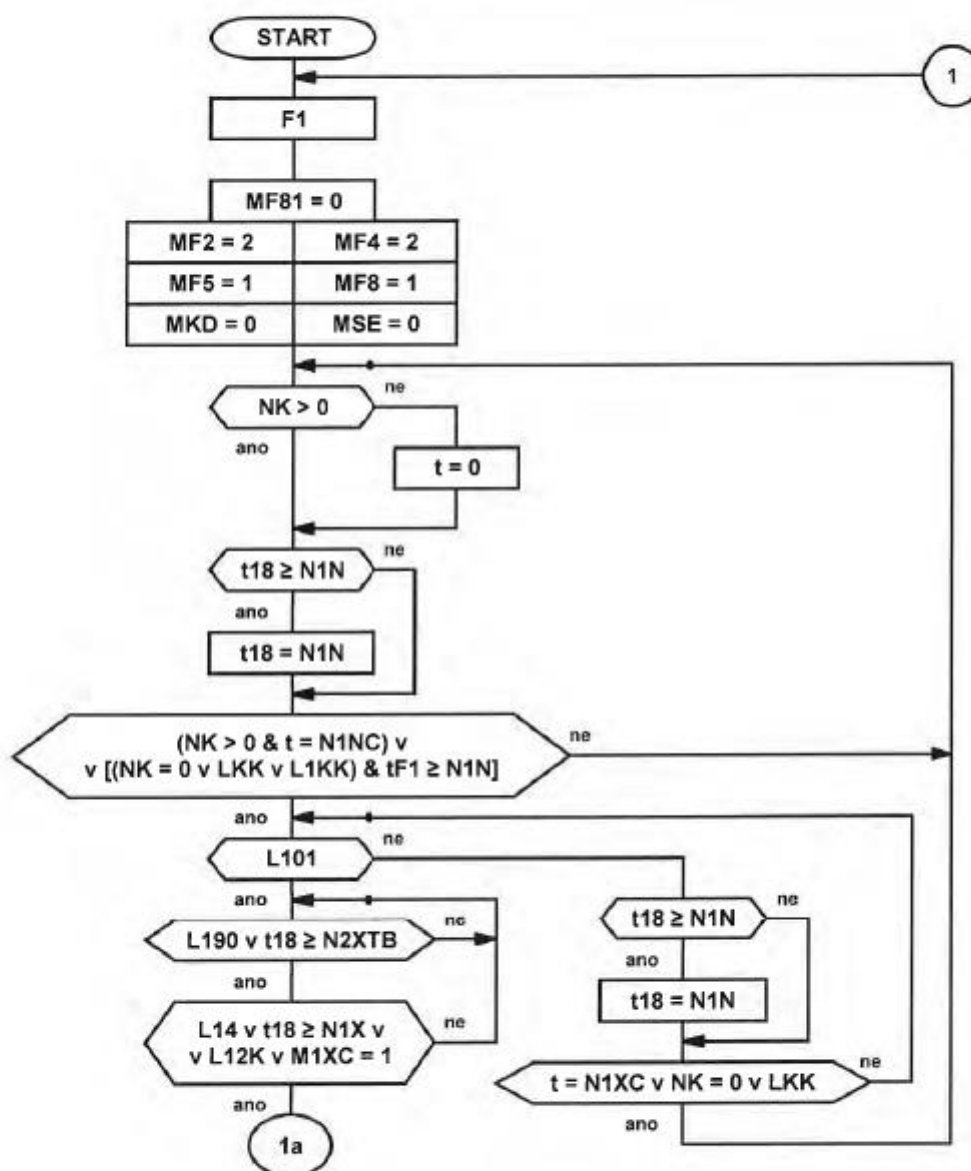 START
1
F1
MF81 = 0
MF2 = 2 MF4 = 2
MF5 = 1 MF8 = 1
MKD = 0 MSE = 0
ne
NK > 0
ano
t = 0
ne
t18 ≥ N1N
ano
t18 = N1N
(NK > 0 & t = N1NC) v
v [(NK = 0 v LKK v L1KK) & tF1 ≥ N1N]
ne
ano
ne
L101
ano
ne
L190 v t18 ≥ N2XTB
ano
L14 v t18 ≥ N1X v
v L12K v M1XC = 1
ne
ano
1a
t18 ≥ N1N
ne
ano
t18 = N1N
ne
t = N1XC v NK = 0 v LKK
ano